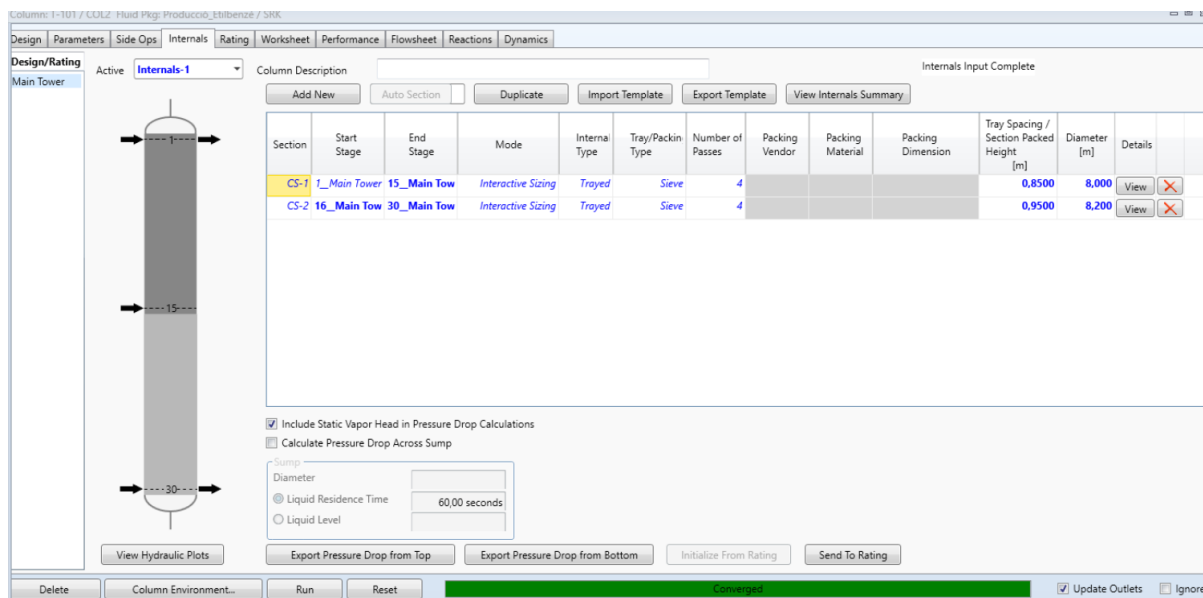 Column: T-101 / COL2 Fluid Pkg: Producció_Etilbenzè / SRK
Design Parameters Side Ops Internals Rating Worksheet Performance Flowsheet Reactions Dynamics
Design/Rating
Main Tower
Active Internals-1
Column Description
Internals Input Complete
Add New Auto Section Duplicate Import Template Export Template View Internals Summary
Section Start Stage End Stage Mode Internal Type Tray/Packin Type Number of Passes Packing Vendor Packing Material Packing Dimension Tray Spacing / Section Packed Height [m] Diameter [m] Details
CS-1 1_Main Tower 15_Main Tow Interactive Sizing Trayed Sieve 4 0,8500 8,000 View
CS-2 16_Main Tow 30_Main Tow Interactive Sizing Trayed Sieve 4 0,9500 8,200 View
1
15
30
Include Static Vapor Head in Pressure Drop Calculations
Calculate Pressure Drop Across Sump
Sump
Diameter
Liquid Residence Time 60,00 seconds
Liquid Level
View Hydraulic Plots Export Pressure Drop from Top Export Pressure Drop from Bottom Initialize From Rating Send To Rating
Delete Column Environment... Run Reset Converged Update Outlets Ignore